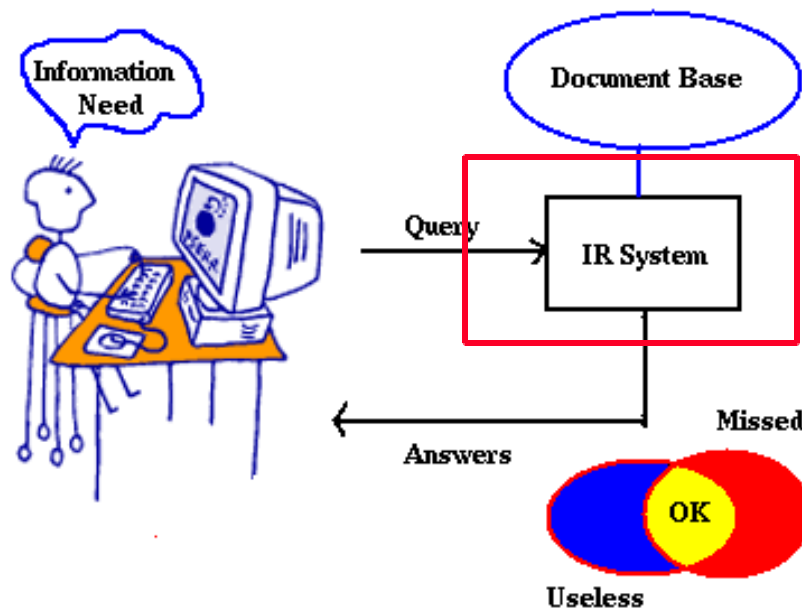 Information
Need
Document Base
Query
IR System
Answers
Missed
OK
Useless